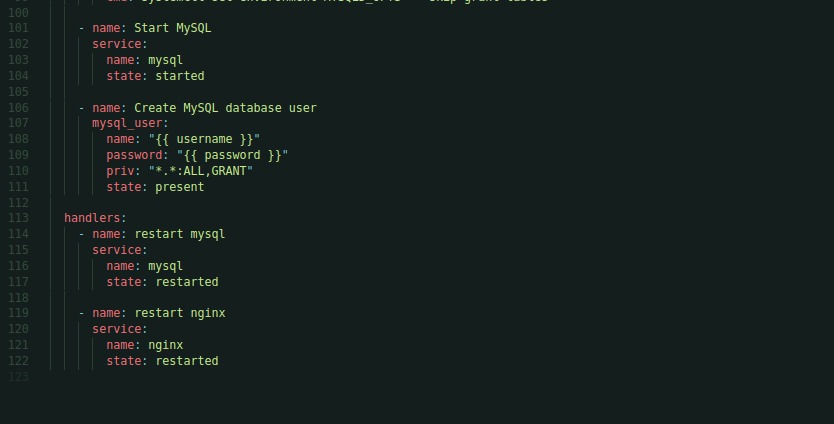 100
101 - name: Start MySQL
102 service:
103 name: mysql
104 state: started
105
106 - name: Create MySQL database user
107 mysql_user:
108 name: "{{ username }}"
109 password: "{{ password }}"
110 priv: "*.*:ALL,GRANT"
111 state: present
112
113 handlers:
114 - name: restart mysql
115 service:
116 name: mysql
117 state: restarted
118
119 - name: restart nginx
120 service:
121 name: nginx
122 state: restarted
123